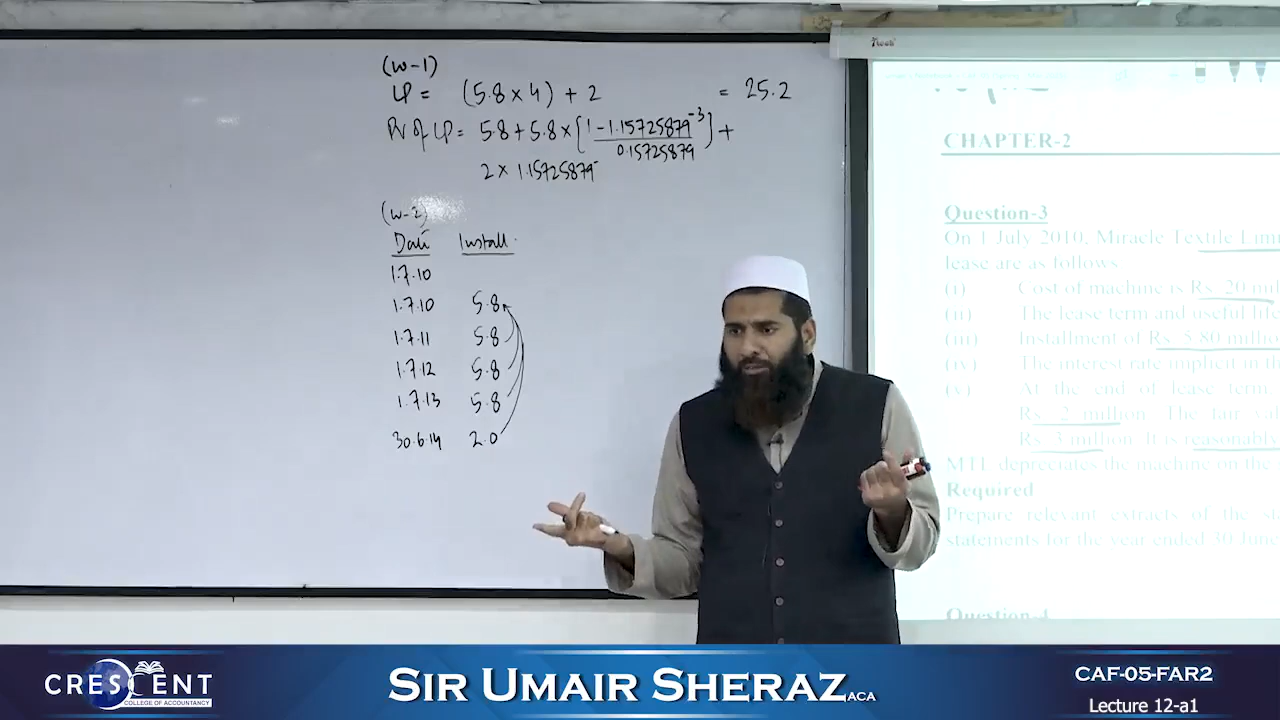 (W-1)
LP = (5.8 × 4) + 2 = 25.2
PV of LP = 5.8 + 5.8 × [1 - 1.15725879^-3 / 0.15725879] +
2 × 1.15725879^-
(W-2)
Date Install.
1.7.10
1.7.10 5.8
1.7.11 5.8
1.7.12 5.8
1.7.13 5.8
30.6.14 2.0
CHAPTER-2
Question-3
On 1 July 2010, Miracle Textile Limi
lease are as follows
(i) Cost of machine is Rs. 20 mil
(ii) The lease term and useful life
(iii) Installment of Rs. 5.80 millio
(iv) The interest rate implicit in th
(v) At the end of lease term
Rs. 2 million. The fair val
Rs. 3 million. It is reasonably
MTL depreciates the machine on the
Required
Prepare relevant extracts of the sta
statements for the year ended 30 June
Question-4
CRESCENT
COLLEGE OF ACCOUNTANCY
SIR UMAIR SHERAZ ACA
CAF-05-FAR2
Lecture 12-a1